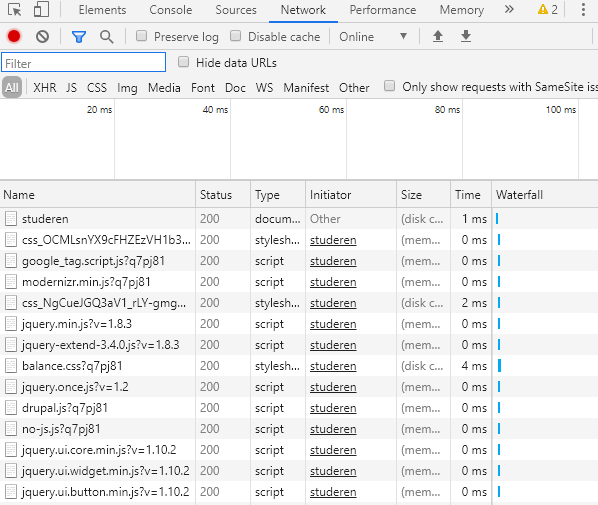 Elements Console Sources Network Performance Memory » 2
Preserve log Disable cache Online
Filter Hide data URLs
All XHR JS CSS Img Media Font Doc WS Manifest Other Only show requests with SameSite iss
20 ms 40 ms 60 ms 80 ms 100 ms
Name Status Type Initiator Size Time Waterfall
studeren 200 docum... Other (disk c... 1 ms
css_OCMLsnYX9cFHZEzVH1b3... 200 stylesh... studeren (mem... 0 ms
google_tag.script.js?q7pj81 200 script studeren (mem... 0 ms
modernizr.min.js?q7pj81 200 script studeren (mem... 0 ms
css_NgCueJGQ3aV1_rLY-gmg... 200 stylesh... studeren (disk c... 2 ms
jquery.min.js?v=1.8.3 200 script studeren (mem... 0 ms
jquery-extend-3.4.0.js?v=1.8.3 200 script studeren (mem... 0 ms
balance.css?q7pj81 200 stylesh... studeren (disk c... 4 ms
jquery.once.js?v=1.2 200 script studeren (mem... 0 ms
drupal.js?q7pj81 200 script studeren (mem... 0 ms
no-js.js?q7pj81 200 script studeren (mem... 0 ms
jquery.ui.core.min.js?v=1.10.2 200 script studeren (mem... 0 ms
jquery.ui.widget.min.js?v=1.10.2 200 script studeren (mem... 0 ms
jquery.ui.button.min.js?v=1.10.2 200 script studeren (mem... 0 ms